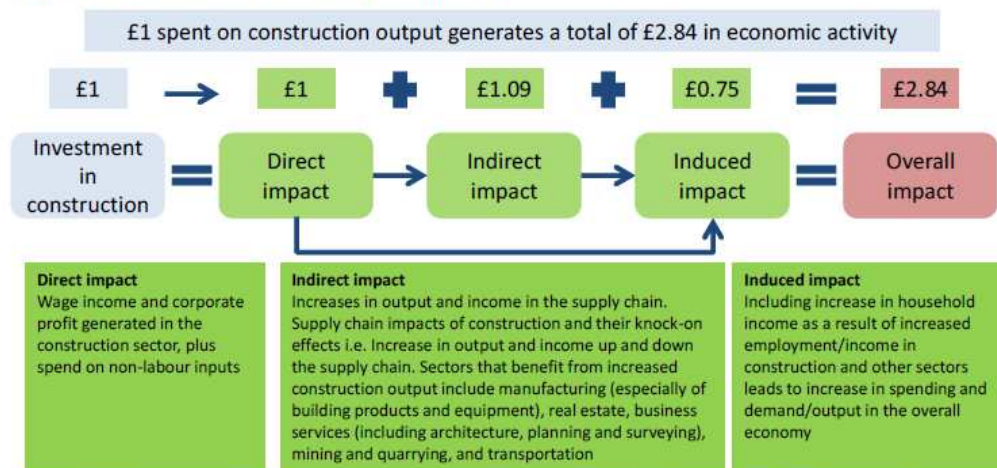 £1 spent on construction output generates a total of £2.84 in economic activity
£1
£1
£1.09
£0.75
£2.84
Investment
in
construction
Direct
impact
Indirect
impact
Induced
impact
Overall
impact
Direct impact
Wage income and corporate
profit generated in the
construction sector, plus
spend on non-labour inputs
Indirect impact
Increases in output and income in the supply chain.
Supply chain impacts of construction and their knock-on
effects i.e. Increase in output and income up and down
the supply chain. Sectors that benefit from increased
construction output include manufacturing (especially of
building products and equipment), real estate, business
services (including architecture, planning and surveying),
mining and quarrying, and transportation
Induced impact
Including increase in household
income as a result of increased
employment/income in
construction and other sectors
leads to increase in spending and
demand/output in the overall
economy